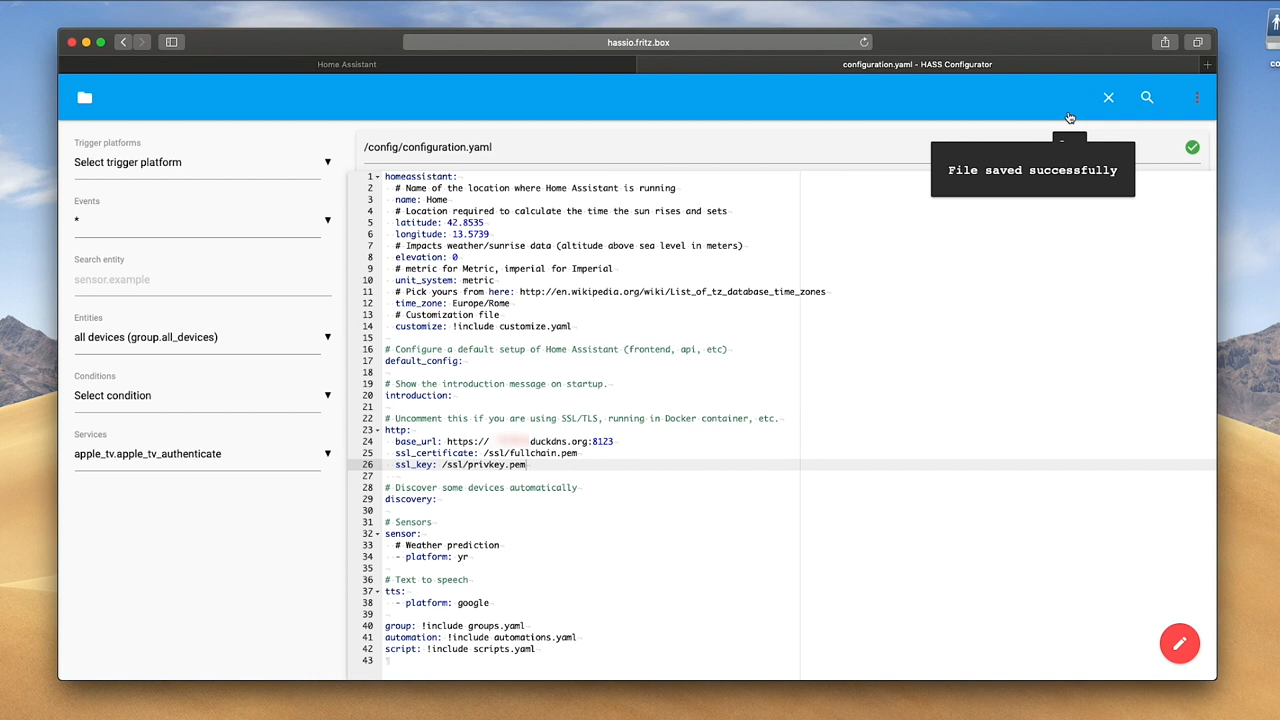 hassio.fritz.box
Home Assistant
configuration.yaml - HASS Configurator
Trigger platforms
Select trigger platform
Events
*
Search entity
sensor.example
Entities
all devices (group.all_devices)
Conditions
Select condition
Services
apple_tv.apple_tv_authenticate
/config/configuration.yaml
File saved successfully
1 homeassistant:
2 # Name of the location where Home Assistant is running
3 name: Home
4 # Location required to calculate the time the sun rises and sets
5 latitude: 42.8535
6 longitude: 13.5739
7 # Impacts weather/sunrise data (altitude above sea level in meters)
8 elevation: 0
9 # metric for Metric, imperial for Imperial
10 unit_system: metric
11 # Pick yours from here: http://en.wikipedia.org/wiki/List_of_tz_database_time_zones
12 time_zone: Europe/Rome
13 # Customization file
14 customize: !include customize.yaml
15
16 # Configure a default setup of Home Assistant (frontend, api, etc)
17 default_config:
18
19 # Show the introduction message on startup.
20 introduction:
21
22 # Uncomment this if you are using SSL/TLS, running in Docker container, etc.
23 http:
24 base_url: https:// duckdns.org:8123
25 ssl_certificate: /ssl/fullchain.pem
26 ssl_key: /ssl/privkey.pem
27
28 # Discover some devices automatically
29 discovery:
30
31 # Sensors
32 sensor:
33 # Weather prediction
34 - platform: yr
35
36 # Text to speech
37 tts:
38 - platform: google
39
40 group: !include groups.yaml
41 automation: !include automations.yaml
42 script: !include scripts.yaml
43